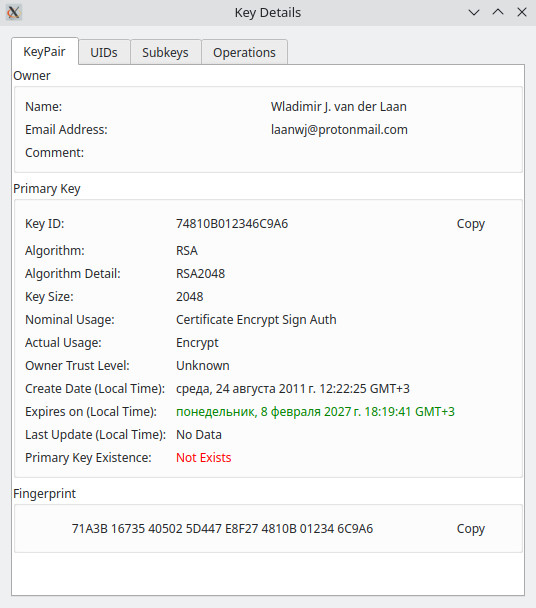 Key Details
KeyPair UIDs Subkeys Operations
Owner
Name: Wladimir J. van der Laan
Email Address: laanwj@protonmail.com
Comment:
Primary Key
Key ID: 74810B012346C9A6 Copy
Algorithm: RSA
Algorithm Detail: RSA2048
Key Size: 2048
Nominal Usage: Certificate Encrypt Sign Auth
Actual Usage: Encrypt
Owner Trust Level: Unknown
Create Date (Local Time): среда, 24 августа 2011 г. 12:22:25 GMT+3
Expires on (Local Time): понедельник, 8 февраля 2027 г. 18:19:41 GMT+3
Last Update (Local Time): No Data
Primary Key Existence: Not Exists
Fingerprint
71A3B 16735 40502 5D447 E8F27 4810B 01234 6C9A6 Copy